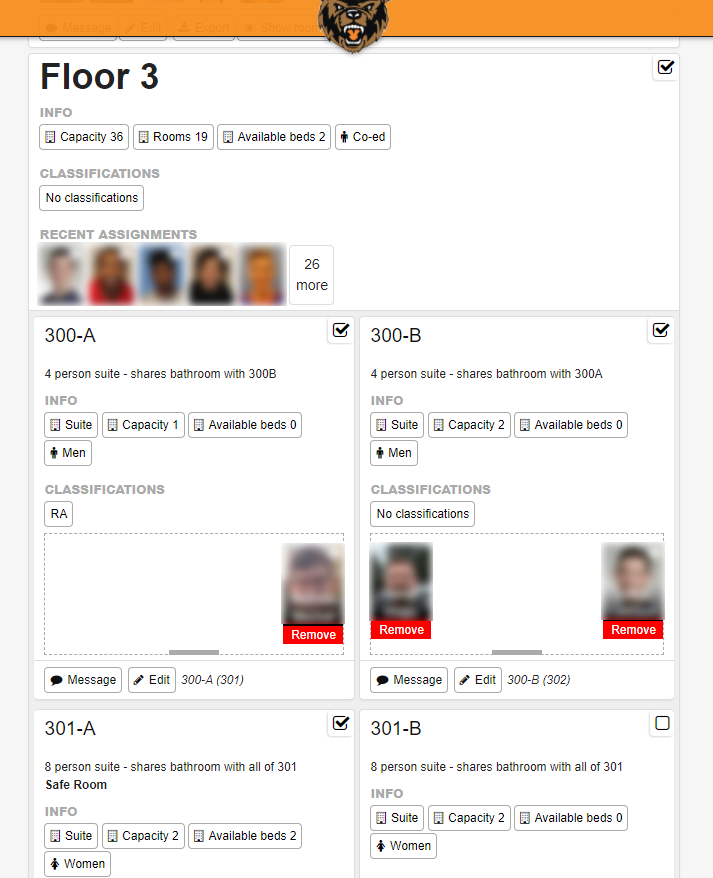 Message Edit Export Show room
Floor 3
INFO
Capacity 36 Rooms 19 Available beds 2 Co-ed
CLASSIFICATIONS
No classifications
RECENT ASSIGNMENTS
26
more
300-A
4 person suite - shares bathroom with 300B
INFO
Suite Capacity 1 Available beds 0
Men
CLASSIFICATIONS
RA
Remove
Message Edit 300-A (301)
300-B
4 person suite - shares bathroom with 300A
INFO
Suite Capacity 2 Available beds 0
Men
CLASSIFICATIONS
No classifications
Remove Remove
Message Edit 300-B (302)
301-A
8 person suite - shares bathroom with all of 301
Safe Room
INFO
Suite Capacity 2 Available beds 2
Women
301-B
8 person suite - shares bathroom with all of 301
INFO
Suite Capacity 2 Available beds 0
Women